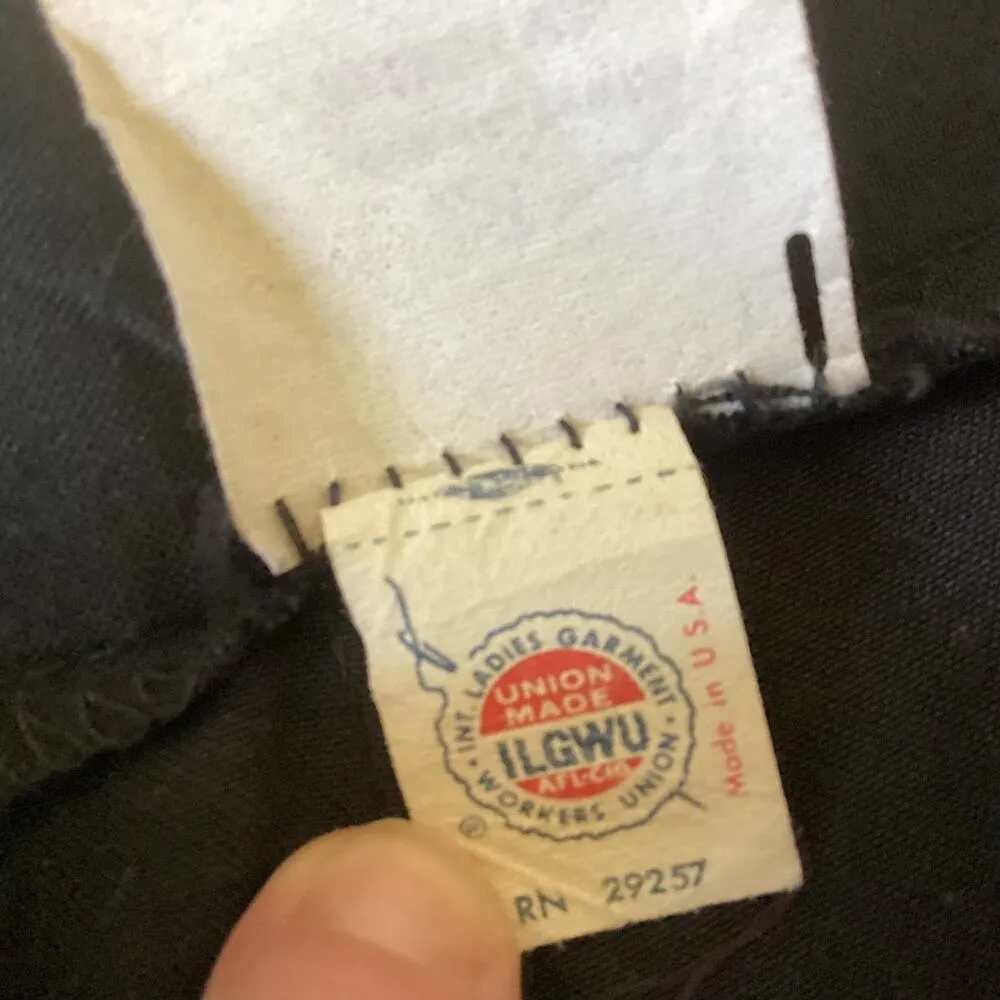 INT. LADIES GARMENT
UNION
MADE
ILGWU
AFL-CIO
WORKERS UNION
Made in U.S.A.
®
RN 29257